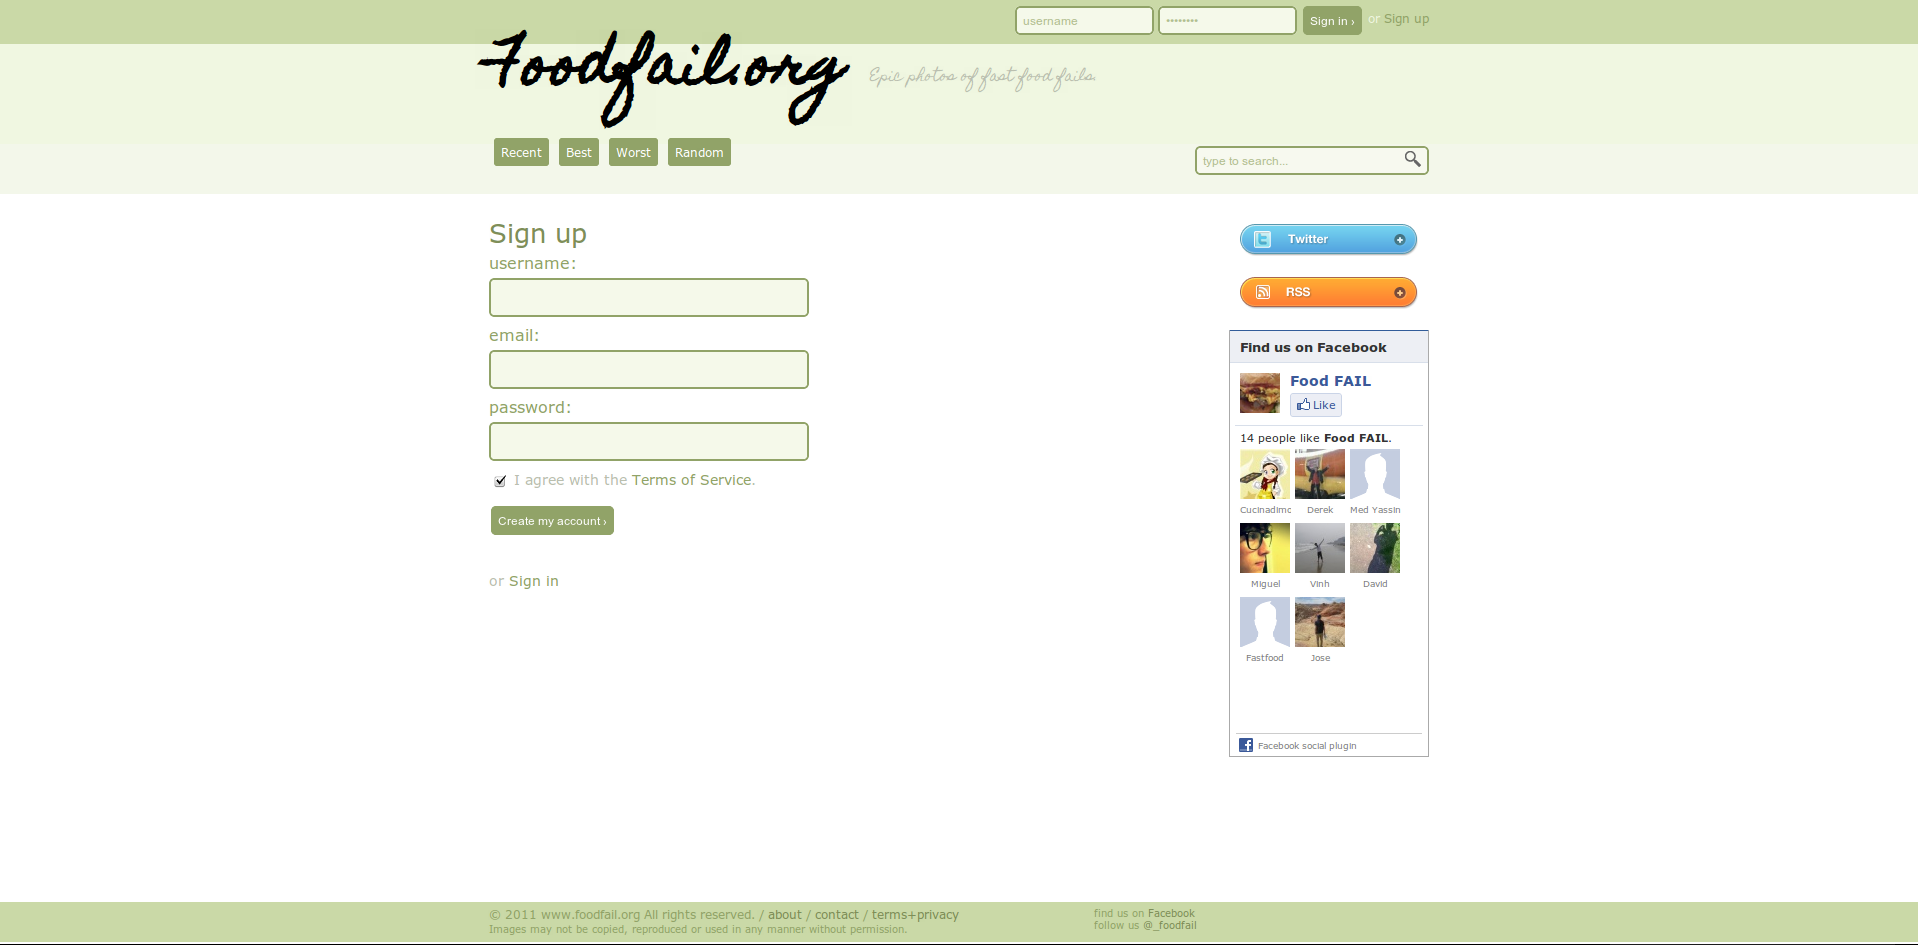 username
••••••••
Sign in ›
or Sign up
Foodfail.org
Epic photos of fast food fails.
Recent
Best
Worst
Random
type to search...
Sign up
username:
email:
password:
I agree with the Terms of Service.
Create my account ›
or Sign in
Twitter
RSS
Find us on Facebook
Food FAIL
Like
14 people like Food FAIL.
Cucinadimo
Derek
Med Yassin
Miguel
Vinh
David
Fastfood
Jose
Facebook social plugin
© 2011 www.foodfail.org All rights reserved. / about / contact / terms+privacy
Images may not be copied, reproduced or used in any manner without permission.
find us on Facebook
follow us @_foodfail